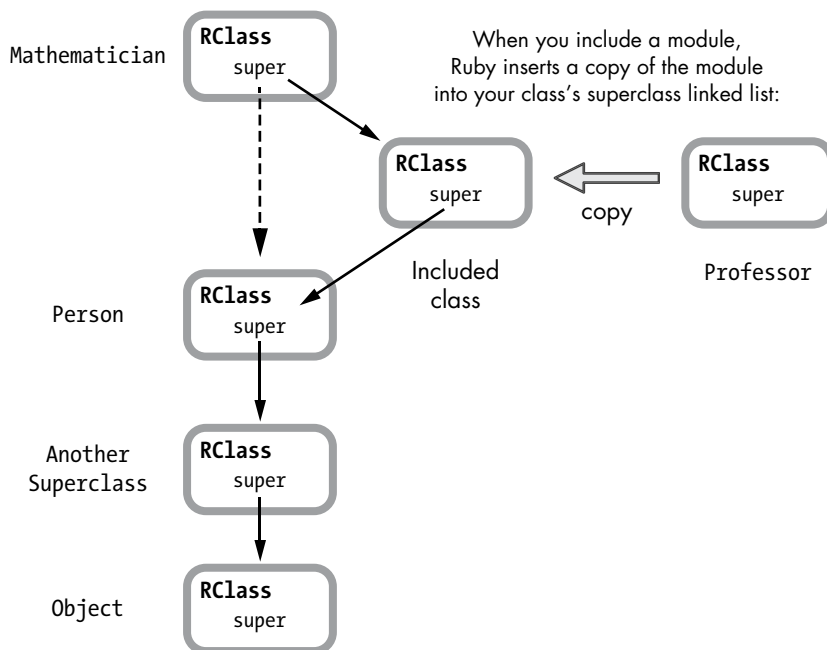 Mathematician
RClass
super
When you include a module,
Ruby inserts a copy of the module
into your class's superclass linked list:
RClass
super
copy
RClass
super
Included
class
Professor
Person
RClass
super
Another
Superclass
RClass
super
Object
RClass
super